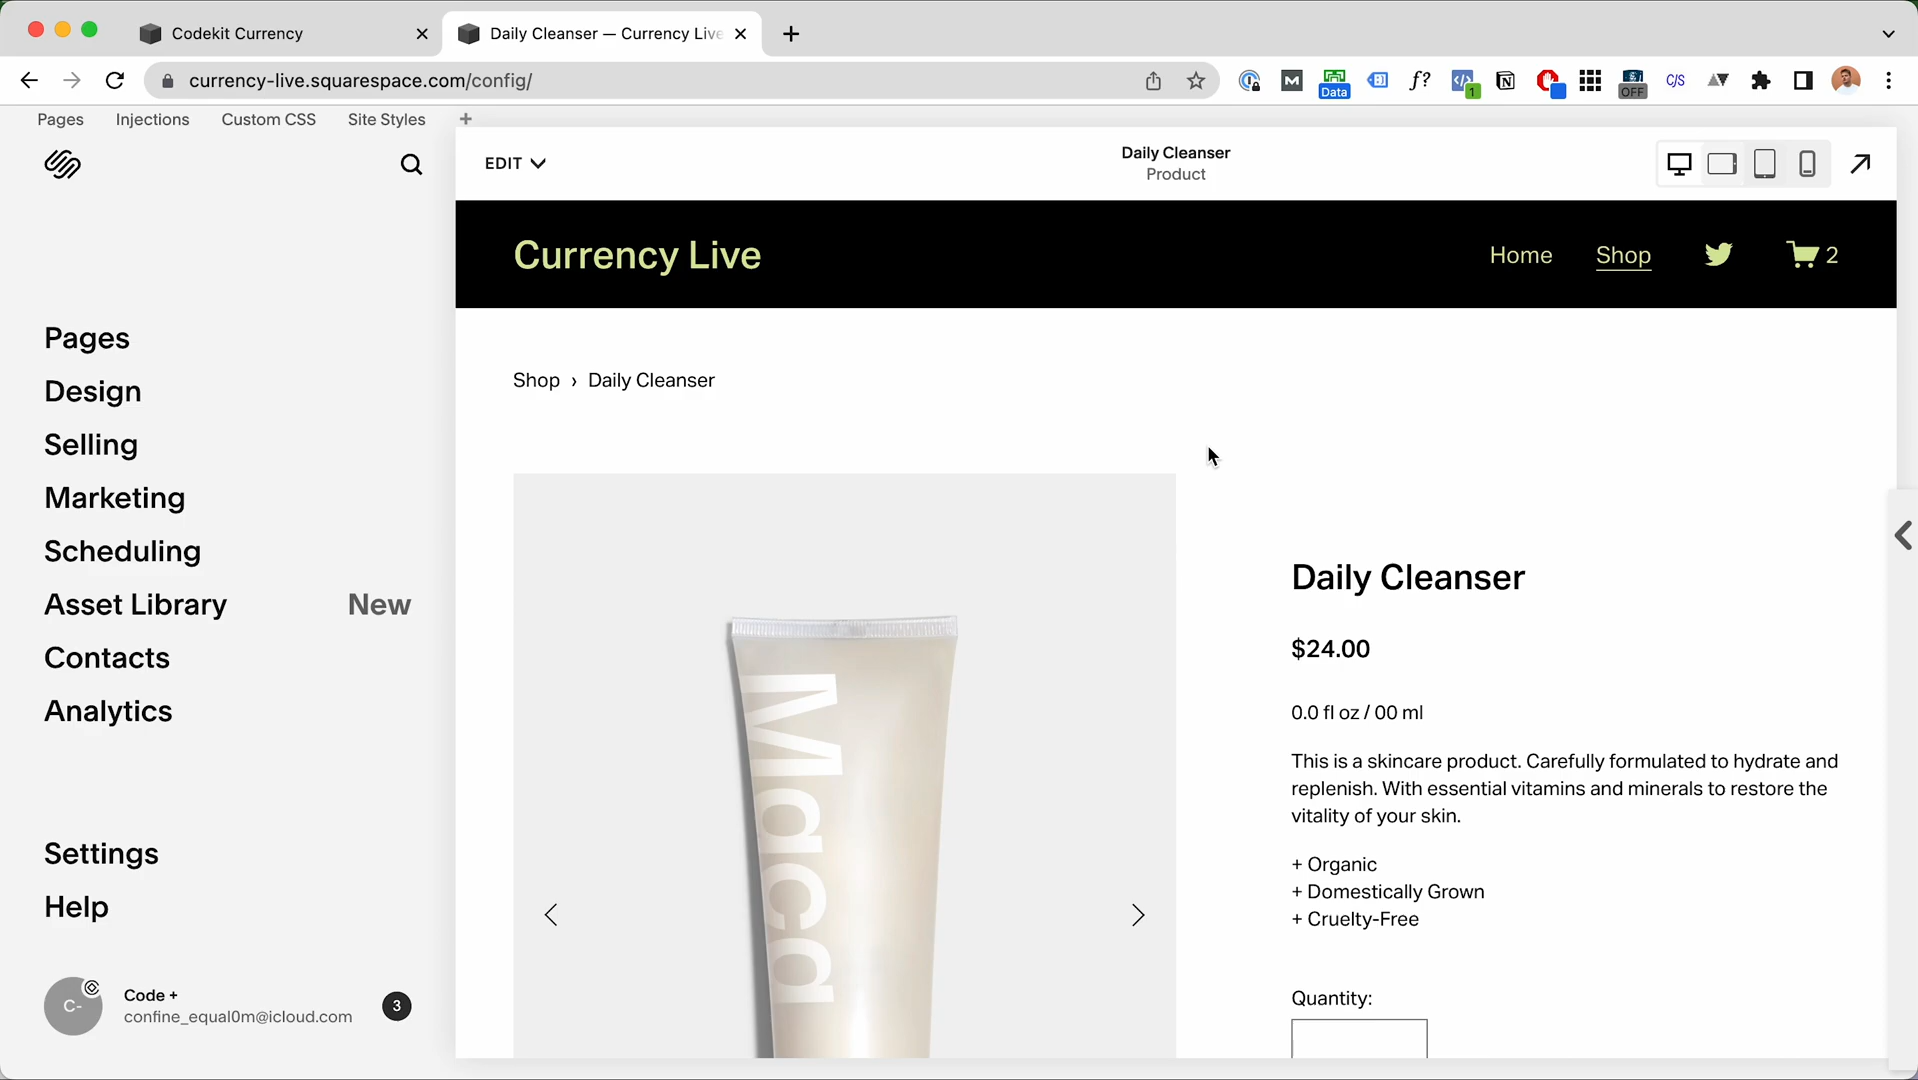 Codekit Currency
Daily Cleanser — Currency Live
currency-live.squarespace.com/config/
Data
f?
1
OFF
C/S
Pages
Injections
Custom CSS
Site Styles
EDIT
Daily Cleanser
Product
Currency Live
Home
Shop
2
Pages
Design
Selling
Marketing
Scheduling
Asset Library New
Contacts
Analytics
Settings
Help
C-
Code +
confine_equal0m@icloud.com
3
Shop › Daily Cleanser
Macd
Daily Cleanser
$24.00
0.0 fl oz / 00 ml
This is a skincare product. Carefully formulated to hydrate and
replenish. With essential vitamins and minerals to restore the
vitality of your skin.
+ Organic
+ Domestically Grown
+ Cruelty-Free
Quantity: